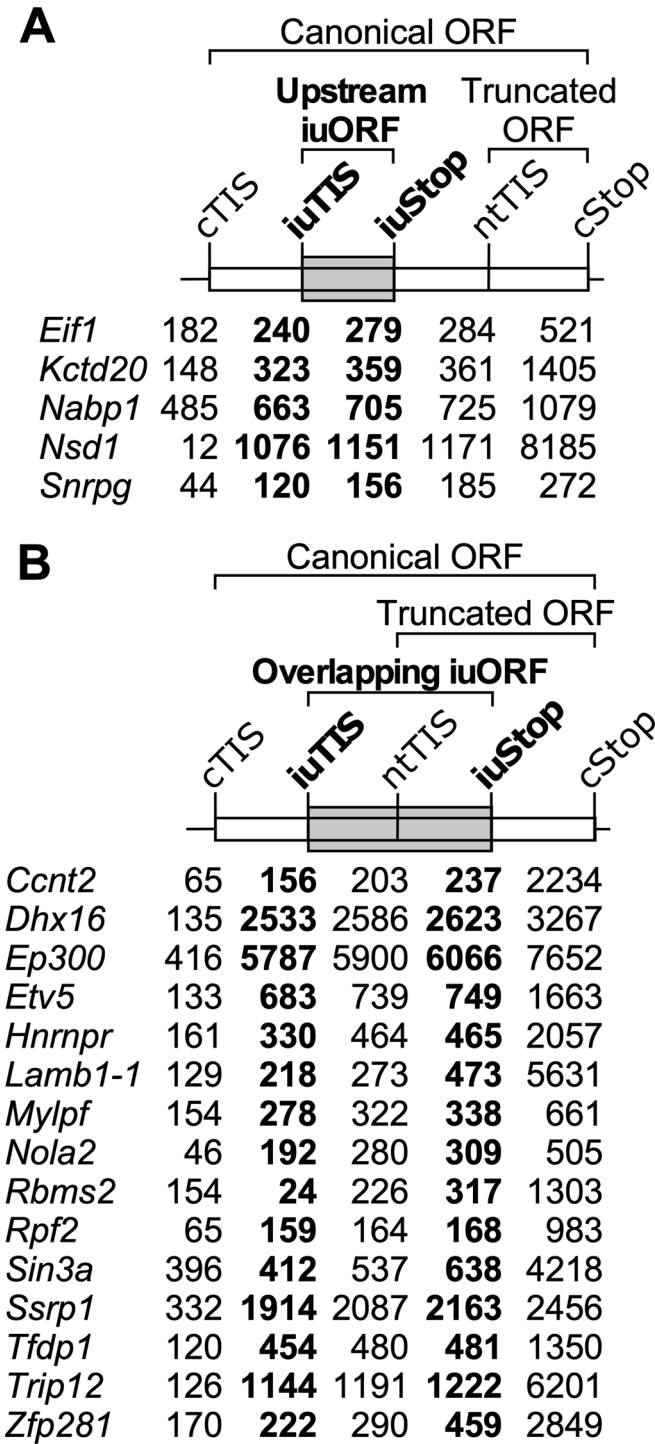 A
Canonical ORF
Upstream Truncated
iuORF ORF
cTIS iuTIS iuStop ntTIS cStop
Eif1 182 240 279 284 521
Kctd20 148 323 359 361 1405
Nabp1 485 663 705 725 1079
Nsd1 12 1076 1151 1171 8185
Snrpg 44 120 156 185 272
B
Canonical ORF
Truncated ORF
Overlapping iuORF
cTIS iuTIS ntTIS iuStop cStop
Ccnt2 65 156 203 237 2234
Dhx16 135 2533 2586 2623 3267
Ep300 416 5787 5900 6066 7652
Etv5 133 683 739 749 1663
Hnrnpr 161 330 464 465 2057
Lamb1-1 129 218 273 473 5631
Mylpf 154 278 322 338 661
Nola2 46 192 280 309 505
Rbms2 154 24 226 317 1303
Rpf2 65 159 164 168 983
Sin3a 396 412 537 638 4218
Ssrp1 332 1914 2087 2163 2456
Tfdp1 120 454 480 481 1350
Trip12 126 1144 1191 1222 6201
Zfp281 170 222 290 459 2849